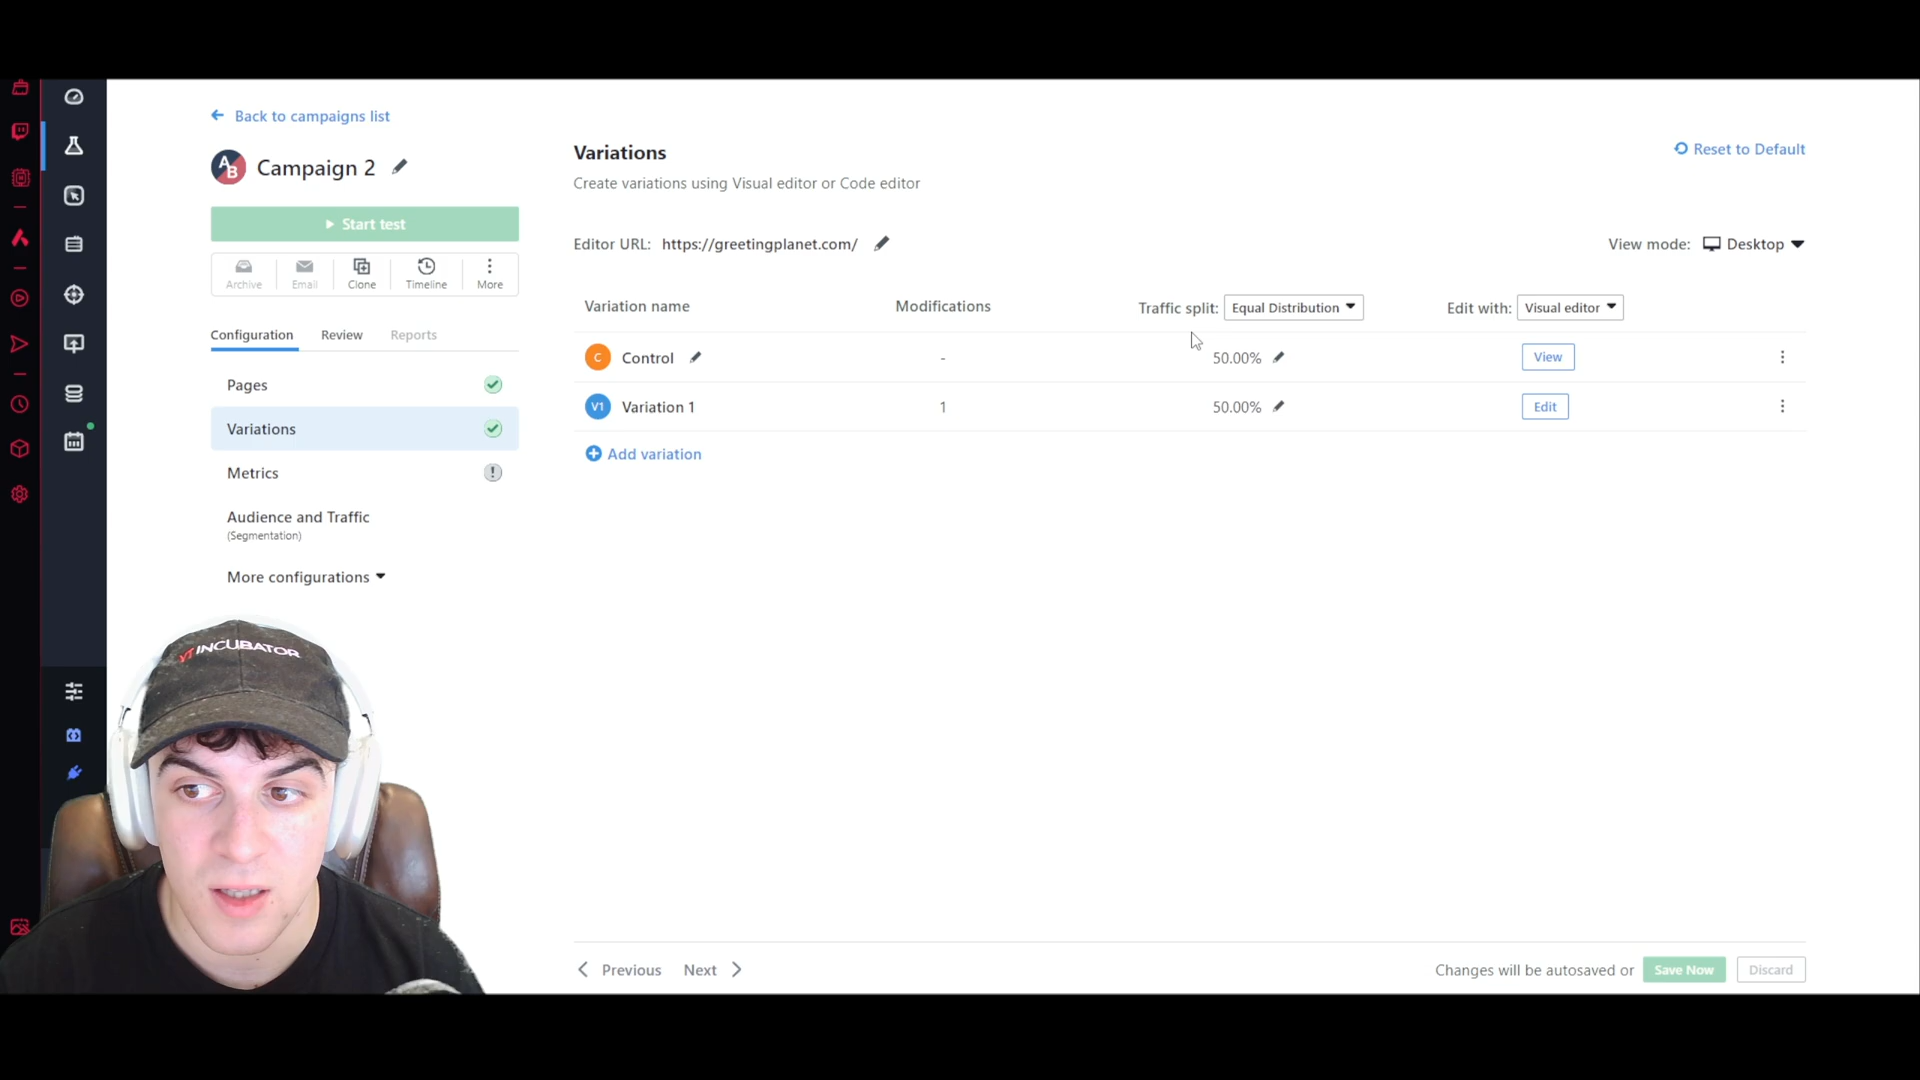 Back to campaigns list
AB Campaign 2
Start test
Archive Email Clone Timeline More
Configuration Review Reports
Pages
Variations
Metrics
Audience and Traffic
(Segmentation)
More configurations
Variations
Create variations using Visual editor or Code editor
Reset to Default
Editor URL: https://greetingplanet.com/
View mode: Desktop
Variation name Modifications Traffic split: Equal Distribution Edit with: Visual editor
C Control - 50.00% View
V1 Variation 1 1 50.00% Edit
Add variation
YT INCUBATOR
Previous Next
Changes will be autosaved or Save Now Discard